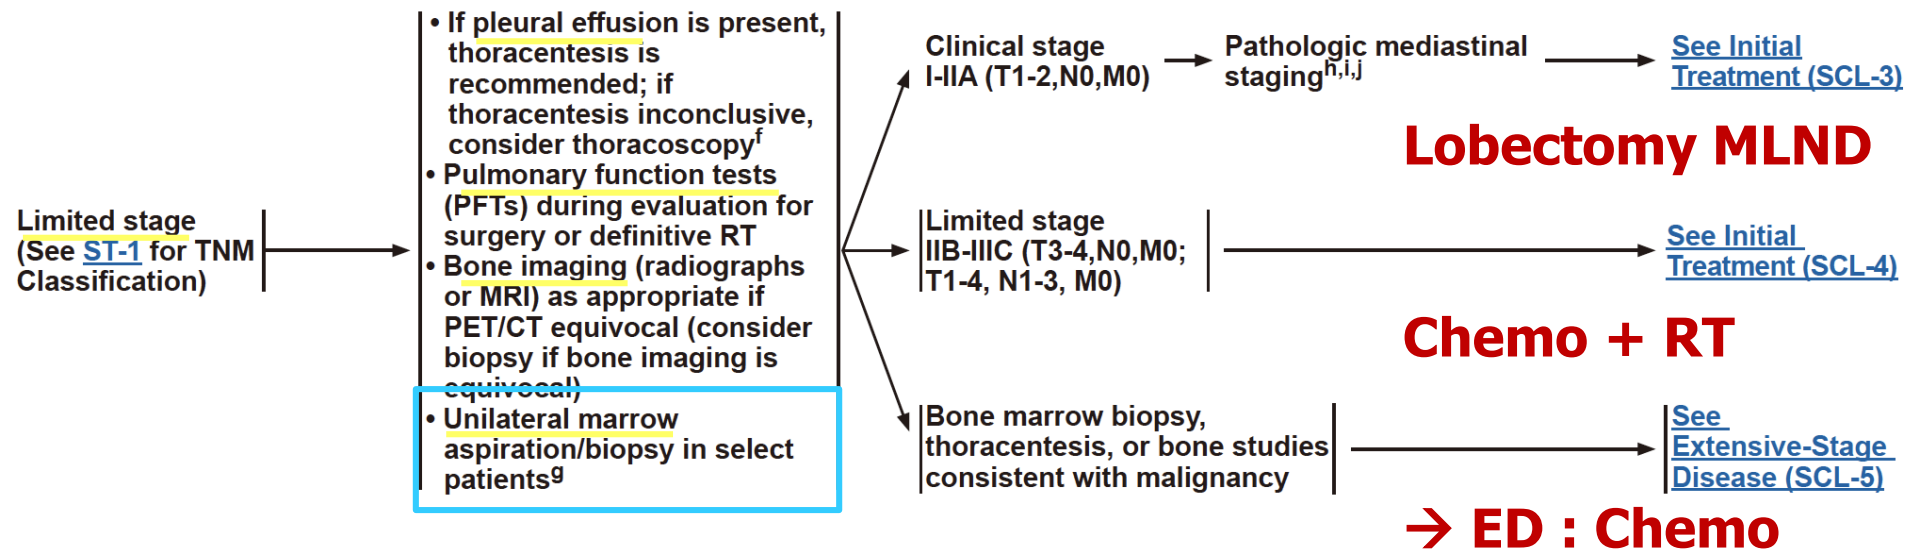 Limited stage
(See ST-1 for TNM
Classification)
• If pleural effusion is present,
thoracentesis is
recommended; if
thoracentesis inconclusive,
consider thoracoscopyf
• Pulmonary function tests
(PFTs) during evaluation for
surgery or definitive RT
• Bone imaging (radiographs
or MRI) as appropriate if
PET/CT equivocal (consider
biopsy if bone imaging is
equivocal)
• Unilateral marrow
aspiration/biopsy in select
patientsg
Clinical stage
I-IIA (T1-2,N0,M0)
Pathologic mediastinal
stagingh,i,j
See Initial
Treatment (SCL-3)
Lobectomy MLND
Limited stage
IIB-IIIC (T3-4,N0,M0;
T1-4, N1-3, M0)
See Initial
Treatment (SCL-4)
Chemo + RT
Bone marrow biopsy,
thoracentesis, or bone studies
consistent with malignancy
See
Extensive-Stage
Disease (SCL-5)
→ ED : Chemo